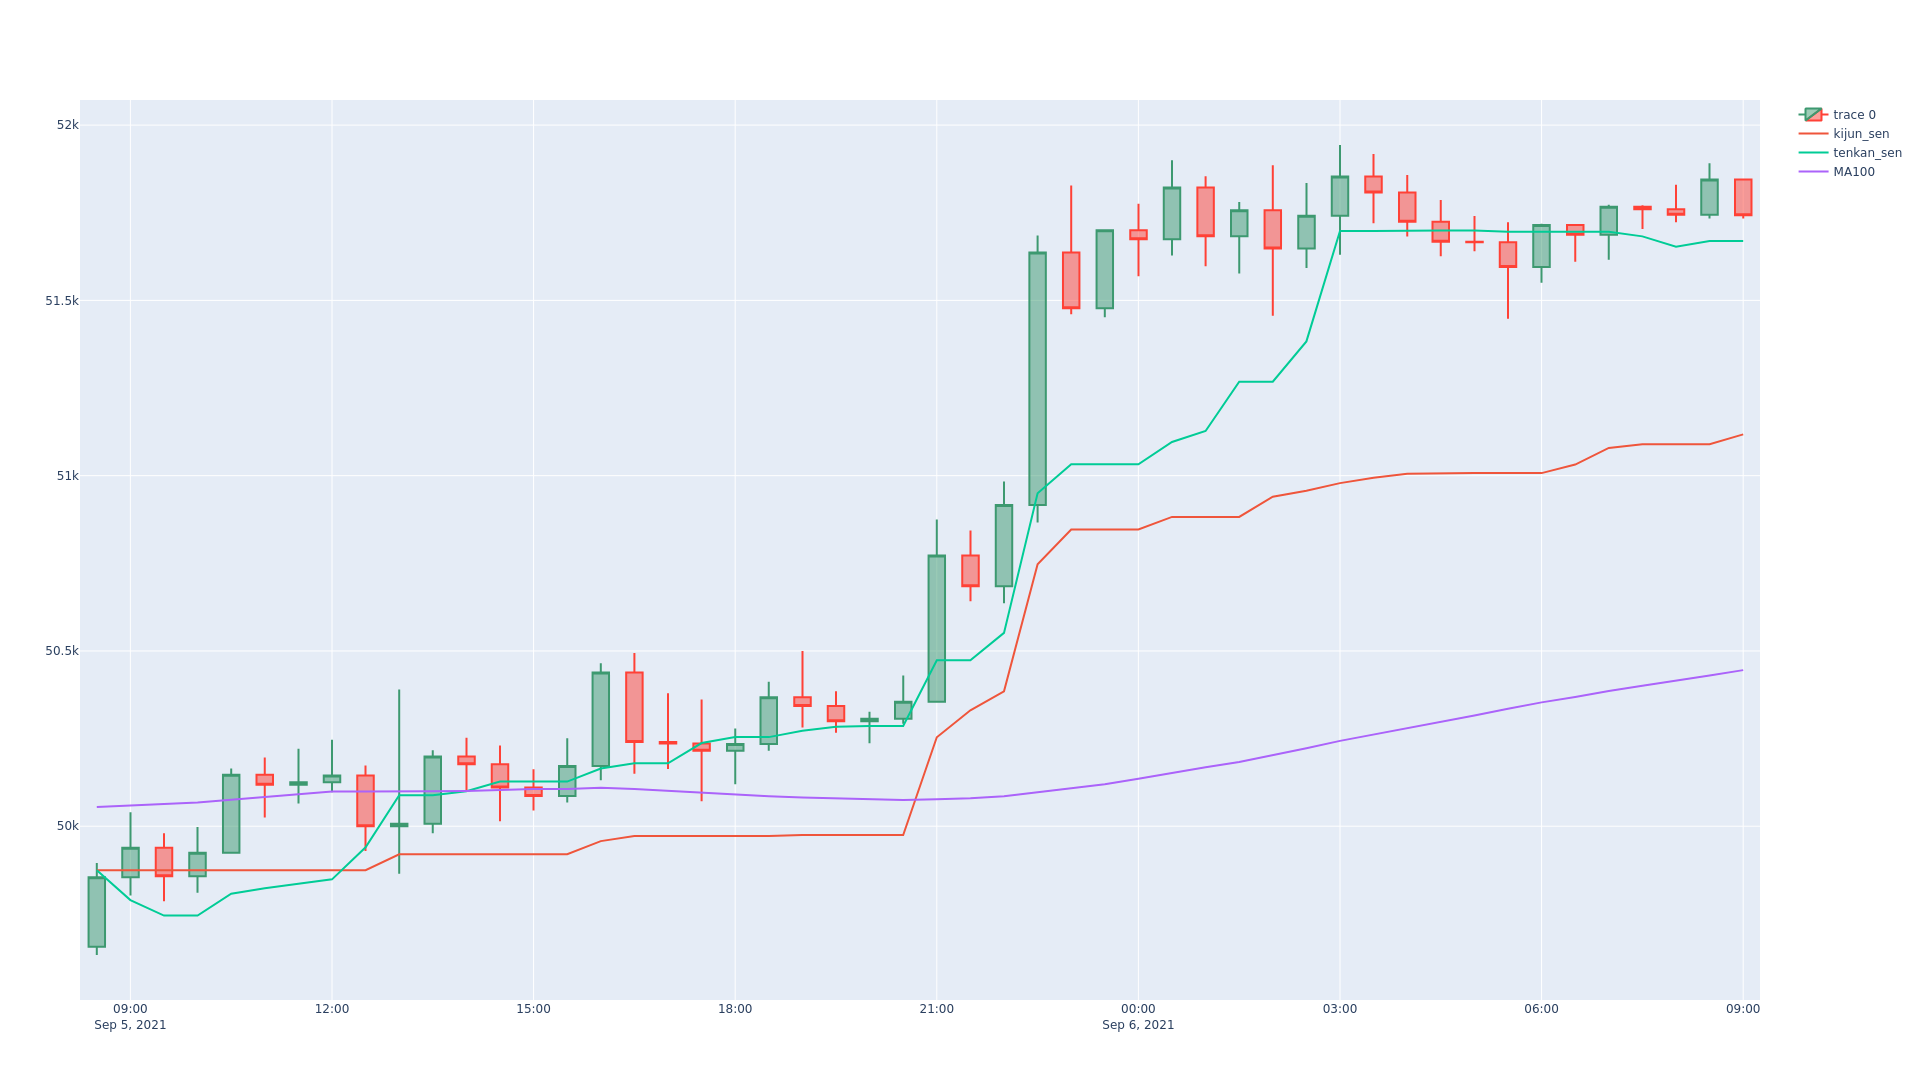 52k
51.5k
51k
50.5k
50k
09:00
Sep 5, 2021
12:00
15:00
18:00
21:00
00:00
Sep 6, 2021
03:00
06:00
09:00
trace 0
kijun_sen
tenkan_sen
MA100